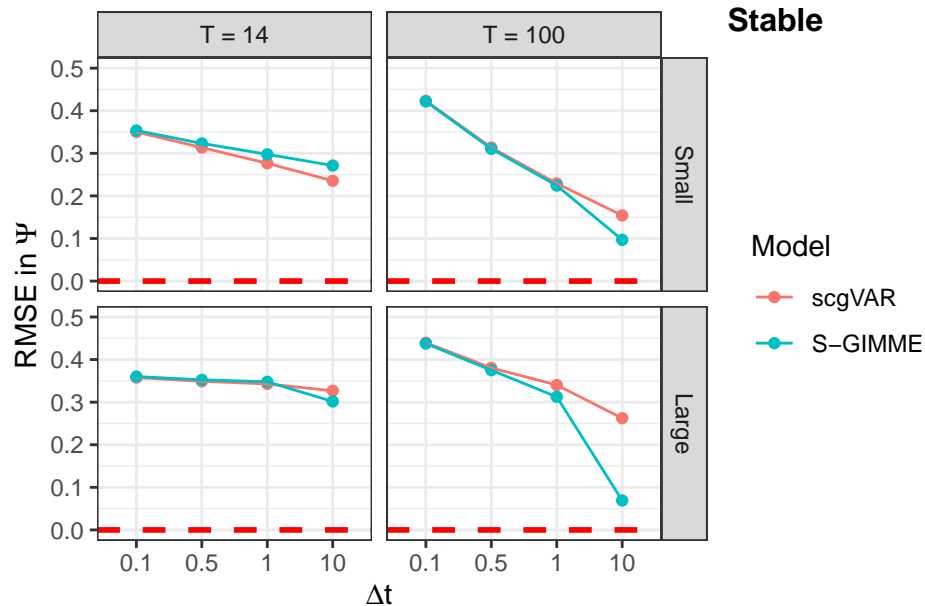 Stable
T = 14
T = 100
0.5
0.4
0.3
0.2
0.1
0.0
Small
0.5
0.4
0.3
0.2
0.1
0.0
Large
RMSE in Ψ
0.1 0.5 1 10
0.1 0.5 1 10
Δt
Model
scgVAR
S−GIMME